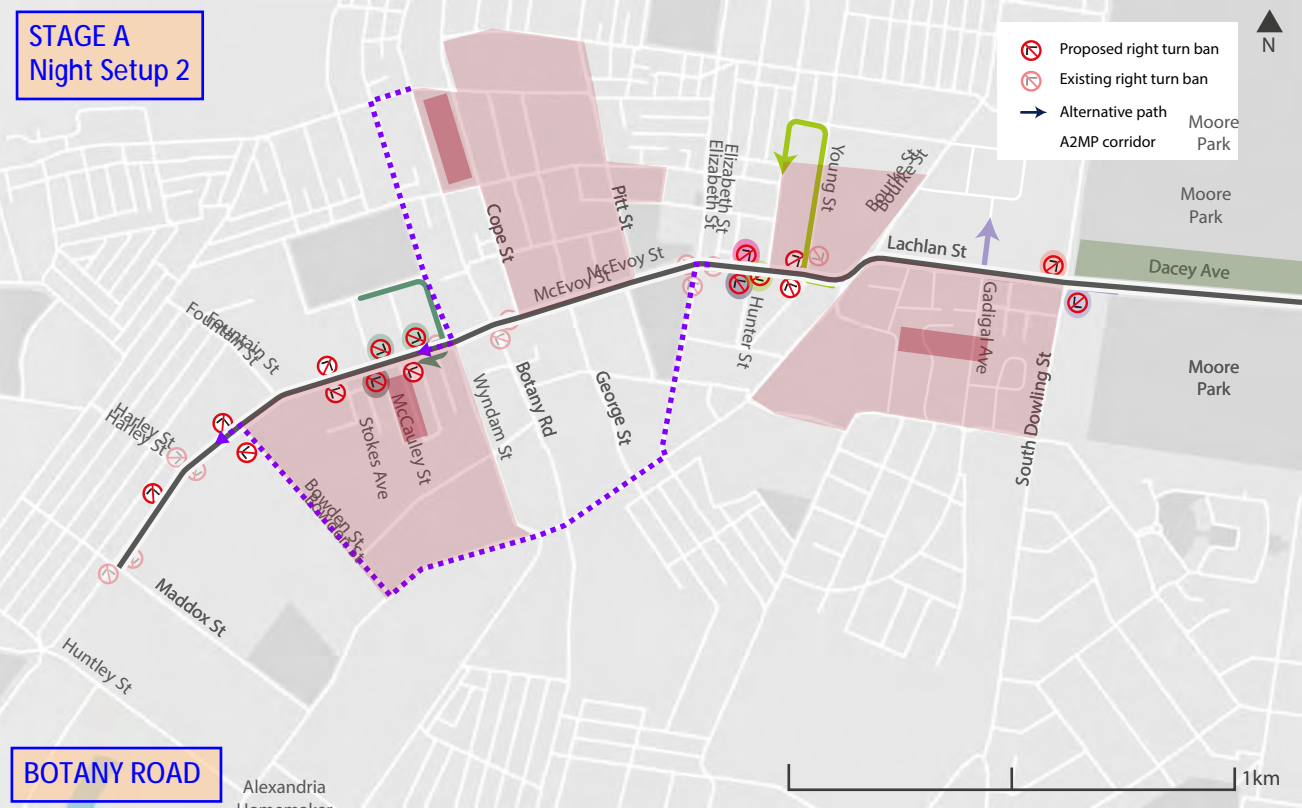 STAGE A
Night Setup 2
N
Proposed right turn ban
Existing right turn ban
Alternative path
A2MP corridor
Moore
Park
Moore
Park
Moore
Park
Dacey Ave
Lachlan St
Bourke St
Bourke St
Young St
Elizabeth St
Elizabeth St
Pitt St
Cope St
McEvoy St
McEvoy St
Hunter St
Gadigal Ave
South Dowling St
Fountain St
Fountain St
Harley St
Harley St
Stokes Ave
McCauley St
Wyndam St
Botany Rd
George St
Bowden St
Bowden St
Maddox St
Huntley St
BOTANY ROAD
Alexandria
Homemaker
1km